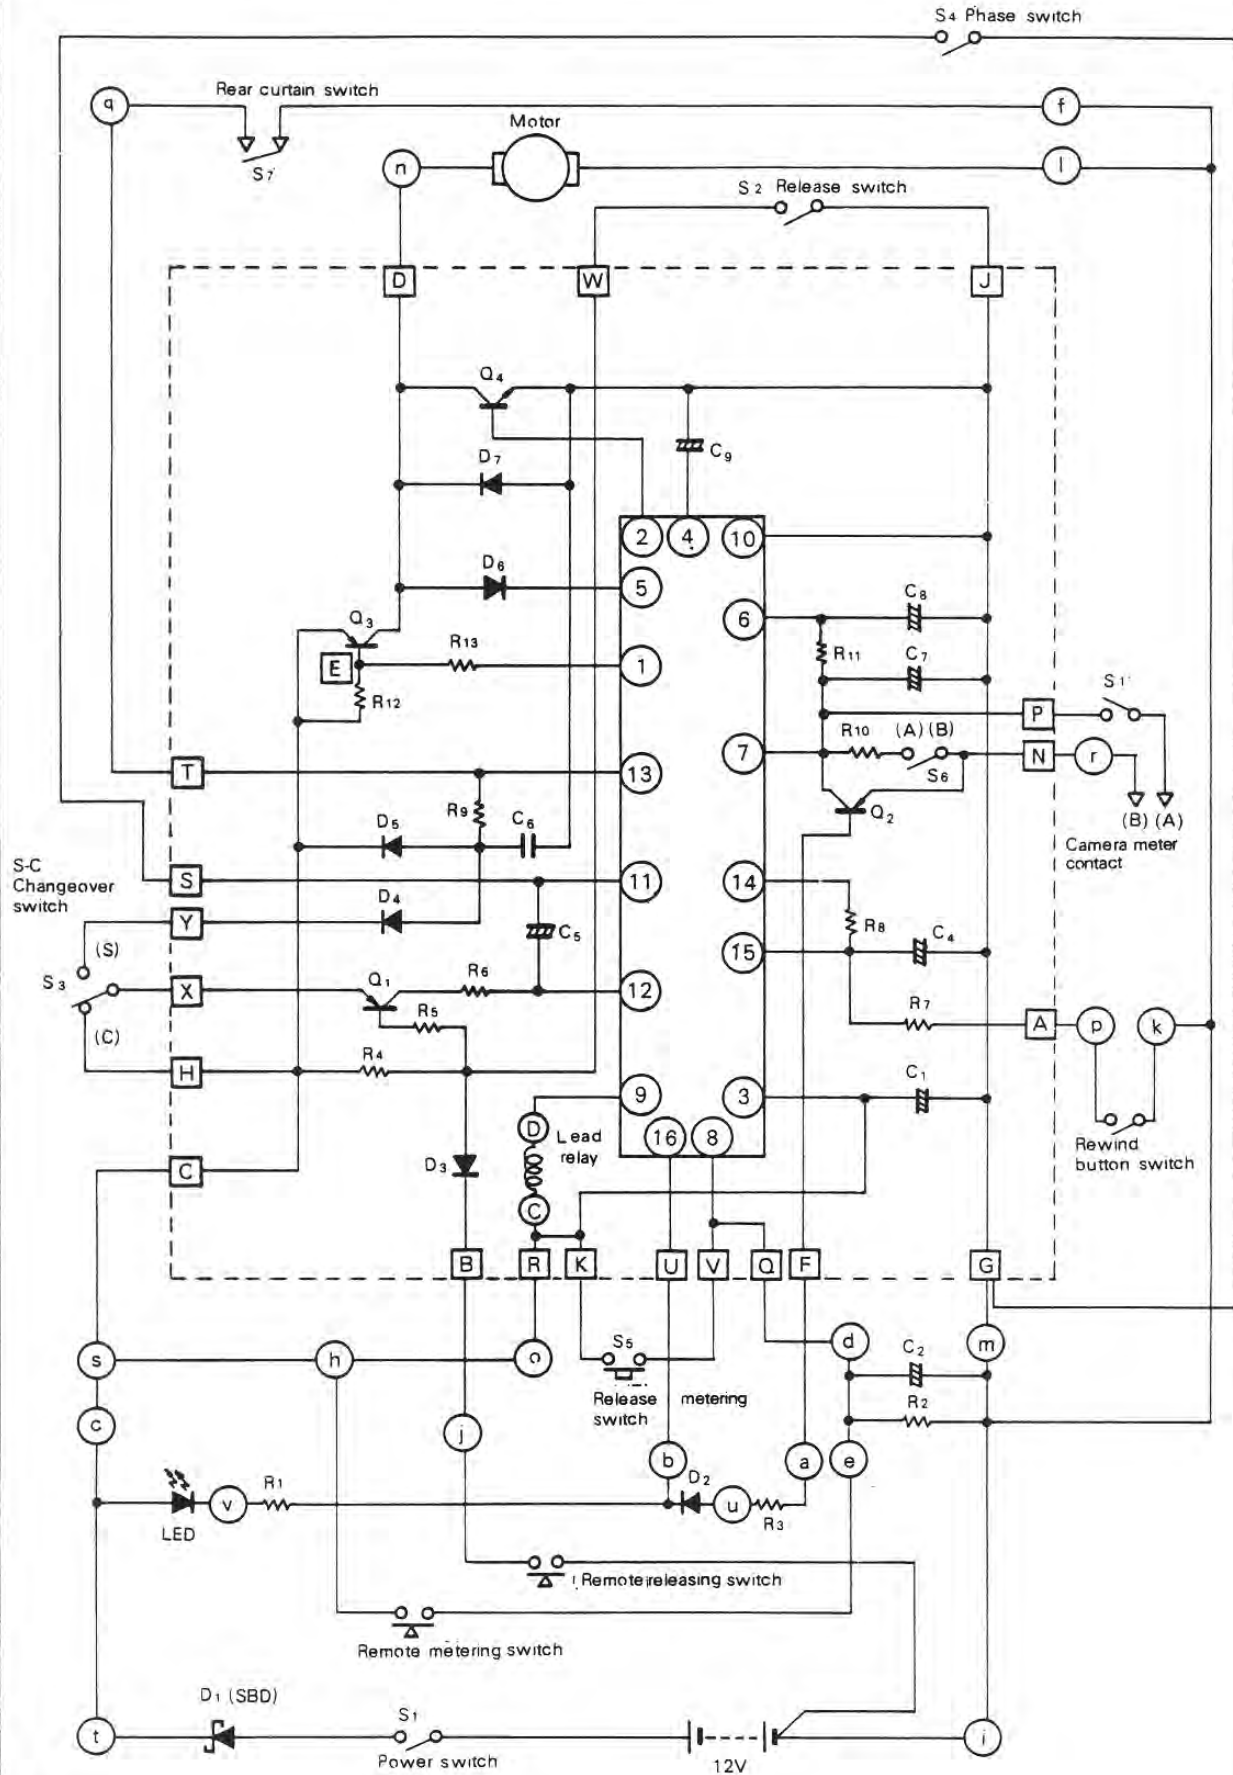 S4 Phase switch
q
Rear curtain switch
f
S7
Motor
n
l
S2 Release switch
D
W
J
Q4
C9
D7
2
4
10
D6
5
6
C8
Q3
R11
C7
E
R13
1
R12
P
S1
R10
(A) (B)
7
S6
N
r
T
13
R9
Q2
(B) (A)
Camera meter
contact
D5
C6
S-C
Changeover
switch
S
11
14
Y
D4
C5
R8
C4
(S)
15
S3
X
Q1
R6
12
R5
R7
A
p
k
(C)
H
R4
C1
9
3
D
Lead
relay
16
8
Rewind
button switch
D3
C
C
B
R
K
U
V
Q
F
G
s
h
o
S5
d
C2
m
Release metering
switch
R2
c
j
b
a
e
D2
LED
v
R1
u
R3
Remote releasing switch
Remote metering switch
D1 (SBD)
t
S1
Power switch
12V
i